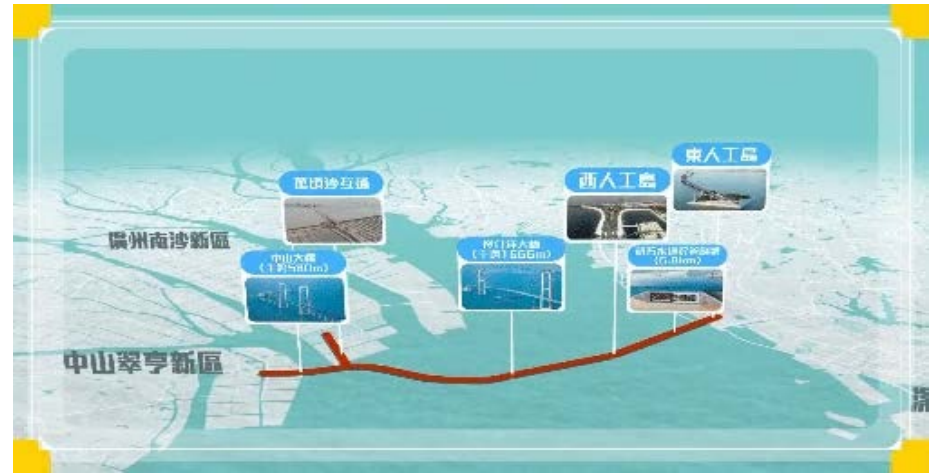 東人工島
西人工島
萬頃沙互通
廣州南沙新區
中山大橋
(主跨580m)
伶仃洋大橋
(主跨1666m)
中山翠亨新區
深